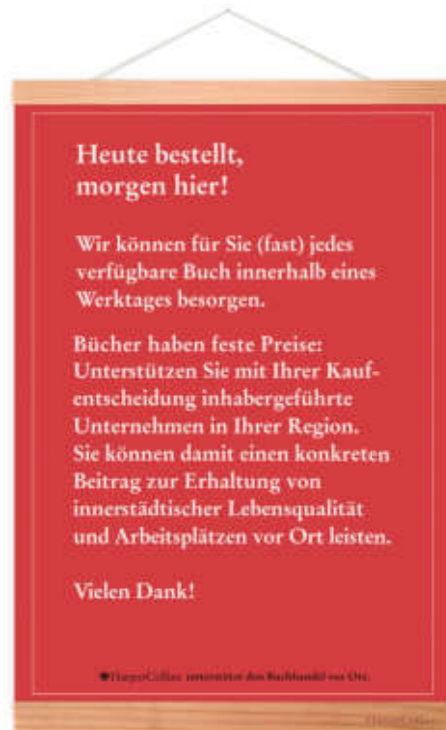 Heute bestellt,
morgen hier!
Wir können für Sie (fast) jedes
verfügbare Buch innerhalb eines
Werktages besorgen.
Bücher haben feste Preise:
Unterstützen Sie mit Ihrer Kauf-
entscheidung inhabergeführte
Unternehmen in Ihrer Region.
Sie können damit einen konkreten
Beitrag zur Erhaltung von
innerstädtischer Lebensqualität
und Arbeitsplätzen vor Ort leisten.
Vielen Dank!
HarperCollins unterstützt den Buchhandel vor Ort.